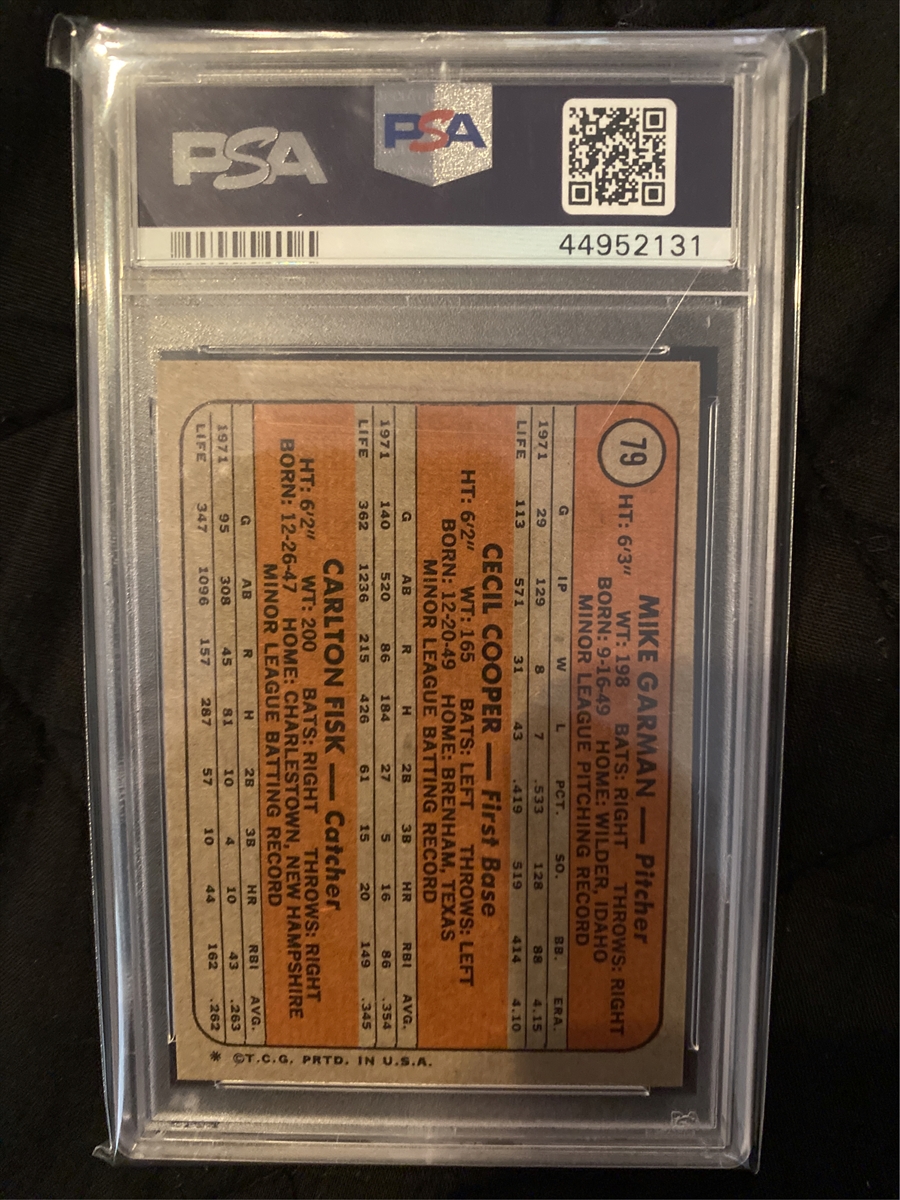 PSA
PSA
44952131
79
MIKE GARMAN — Pitcher
HT: 6'3" WT: 198 BATS: RIGHT THROWS: RIGHT
BORN: 9-16-49 HOME: WILDER, IDAHO
MINOR LEAGUE PITCHING RECORD
G IP W L PCT. SO. BB. ERA.
1971 29 129 8 7 .533 128 88 4.15
LIFE 113 571 31 43 .419 519 414 4.10
CECIL COOPER — First Base
HT: 6'2" WT: 165 BATS: LEFT THROWS: LEFT
BORN: 12-20-49 HOME: BRENHAM, TEXAS
MINOR LEAGUE BATTING RECORD
G AB R H 2B 3B HR RBI AVG.
1971 140 520 86 184 27 5 16 86 .354
LIFE 362 1236 215 426 61 15 20 149 .345
CARLTON FISK — Catcher
HT: 6'2" WT: 200 BATS: RIGHT THROWS: RIGHT
BORN: 12-26-47 HOME: CHARLESTOWN, NEW HAMPSHIRE
MINOR LEAGUE BATTING RECORD
G AB R H 2B 3B HR RBI AVG.
1971 95 308 45 81 10 4 10 43 .263
LIFE 347 1096 157 287 57 10 44 162 .262
* ©T.C.G. PRTD. IN U.S.A.